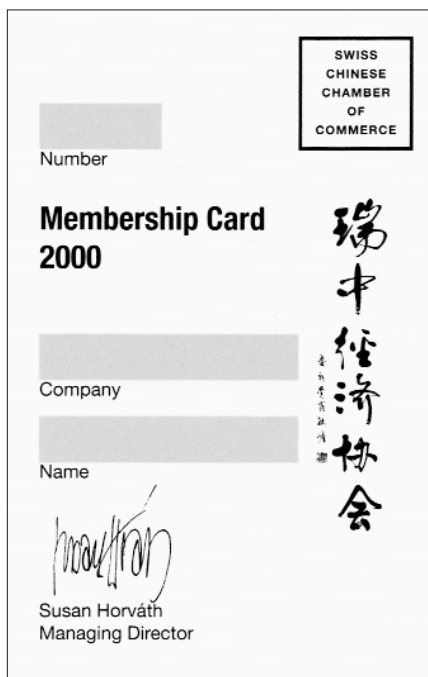 SWISS
CHINESE
CHAMBER
OF
COMMERCE
Number
Membership Card
2000
瑞中经济协会
Company
Name
Susan Horváth
Managing Director